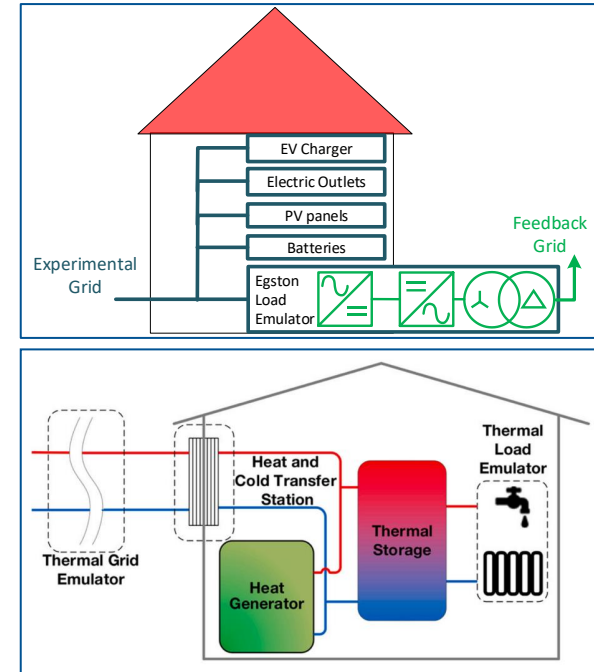 EV Charger
Electric Outlets
PV panels
Batteries
Feedback
Grid
Experimental
Grid
Egston
Load
Emulator
Thermal
Load
Emulator
Heat and
Cold Transfer
Station
Thermal
Storage
Thermal Grid
Emulator
Heat
Generator